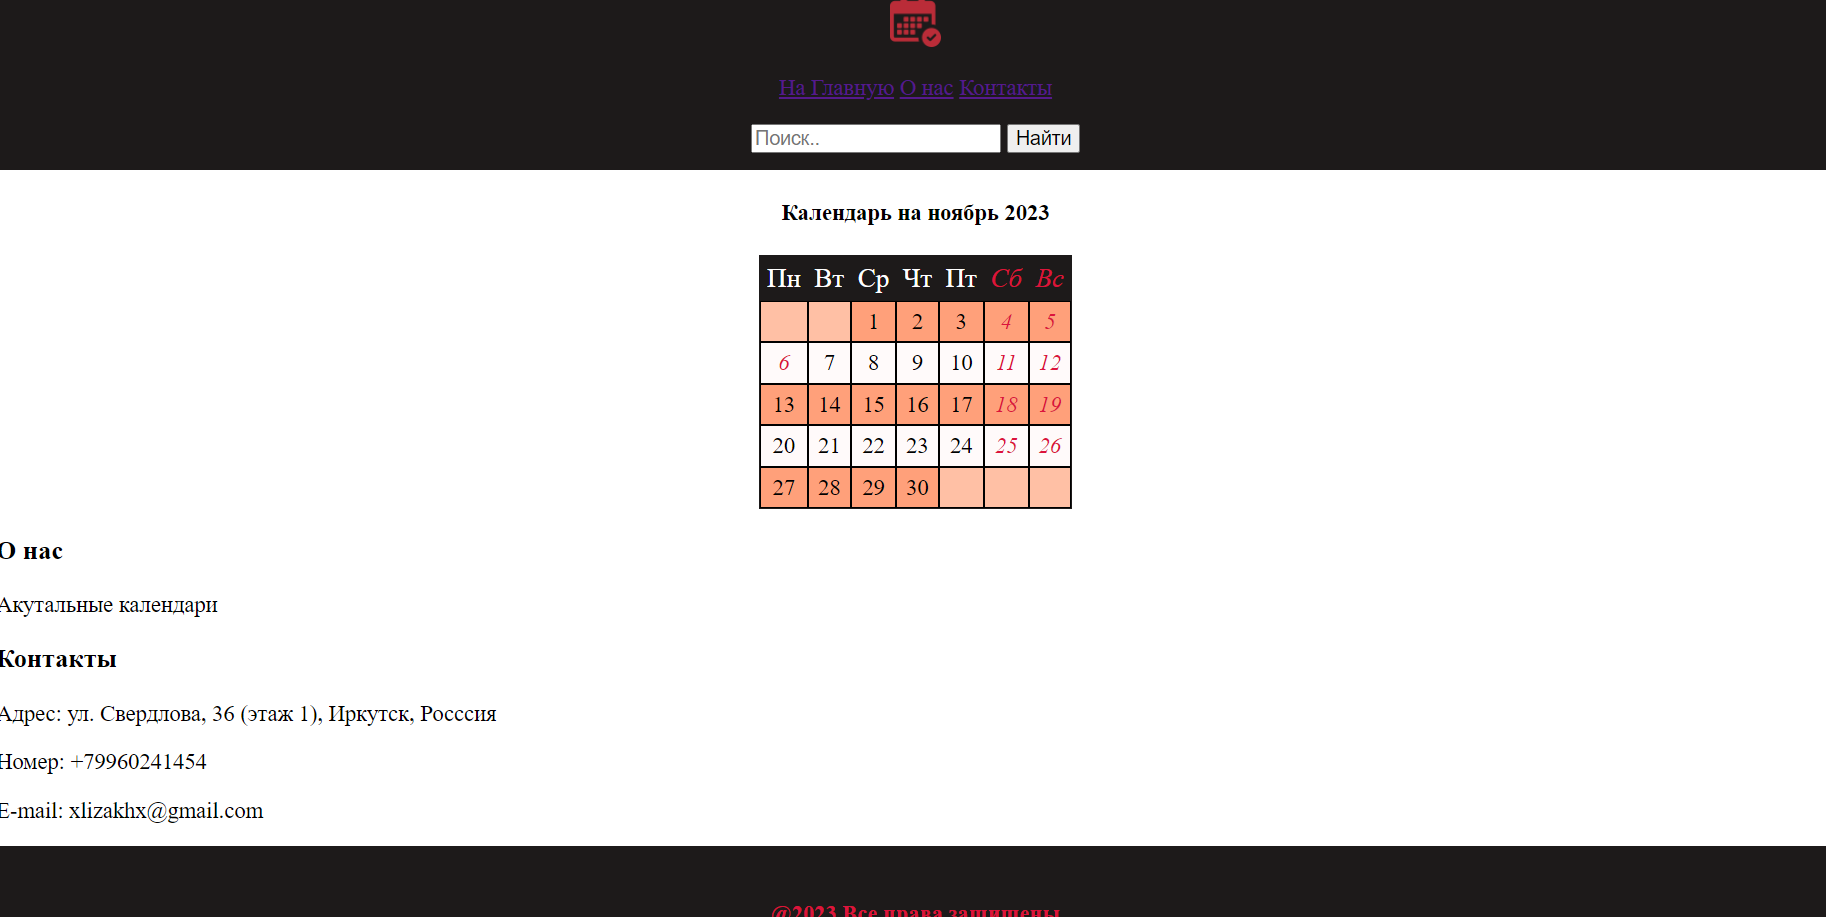 На Главную О нас Контакты
Поиск.. Найти
Календарь на ноябрь 2023
Пн Вт Ср Чт Пт Сб Вс
1 2 3 4 5
6 7 8 9 10 11 12
13 14 15 16 17 18 19
20 21 22 23 24 25 26
27 28 29 30
О нас
Акутальные календари
Контакты
Адрес: ул. Свердлова, 36 (этаж 1), Иркутск, Росссия
Номер: +79960241454
E-mail: xlizakhx@gmail.com
@2023 Все права защищены